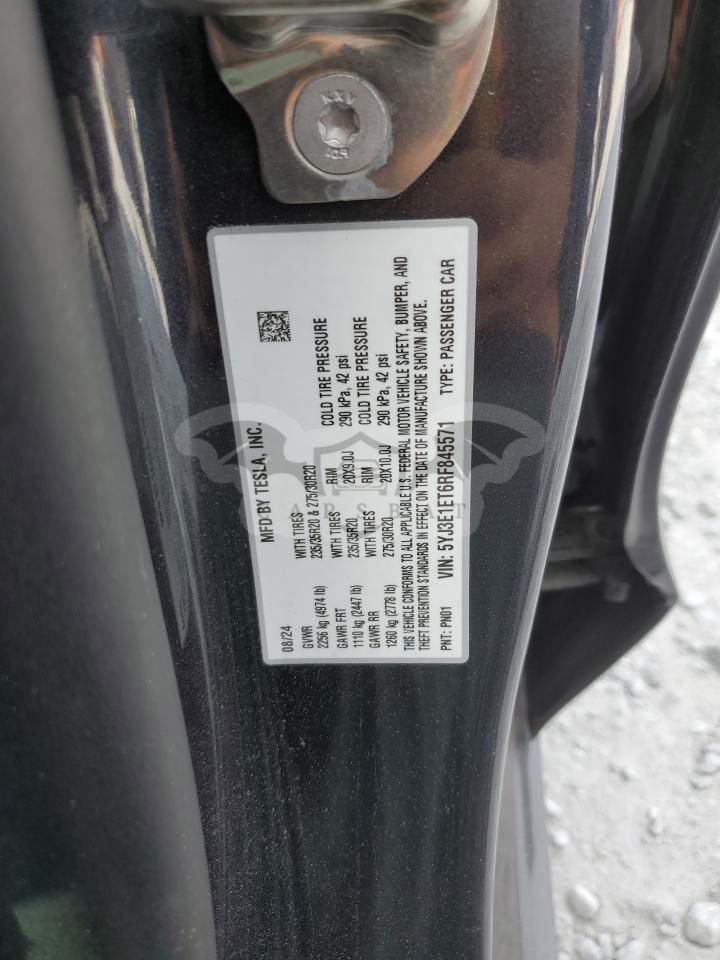 MFD BY TESLA, INC.
08/24
GVWR WITH TIRES
2256 kg (4974 lb) 235/35R20 & 275/30R20 COLD TIRE PRESSURE
GAWR FRT WITH TIRES RIM 290 kPa, 42 psi
1110 kg (2447 lb) 235/35R20 20X9.0J COLD TIRE PRESSURE
GAWR RR WITH TIRES RIM 290 kPa, 42 psi
1260 kg (2778 lb) 275/30R20 20X10.0J
THIS VEHICLE CONFORMS TO ALL APPLICABLE U.S. FEDERAL MOTOR VEHICLE SAFETY, BUMPER, AND
THEFT PREVENTION STANDARDS IN EFFECT ON THE DATE OF MANUFACTURE SHOWN ABOVE.
PNT: PN01 VIN: 5YJ3E1ET6RF845571 TYPE: PASSENGER CAR